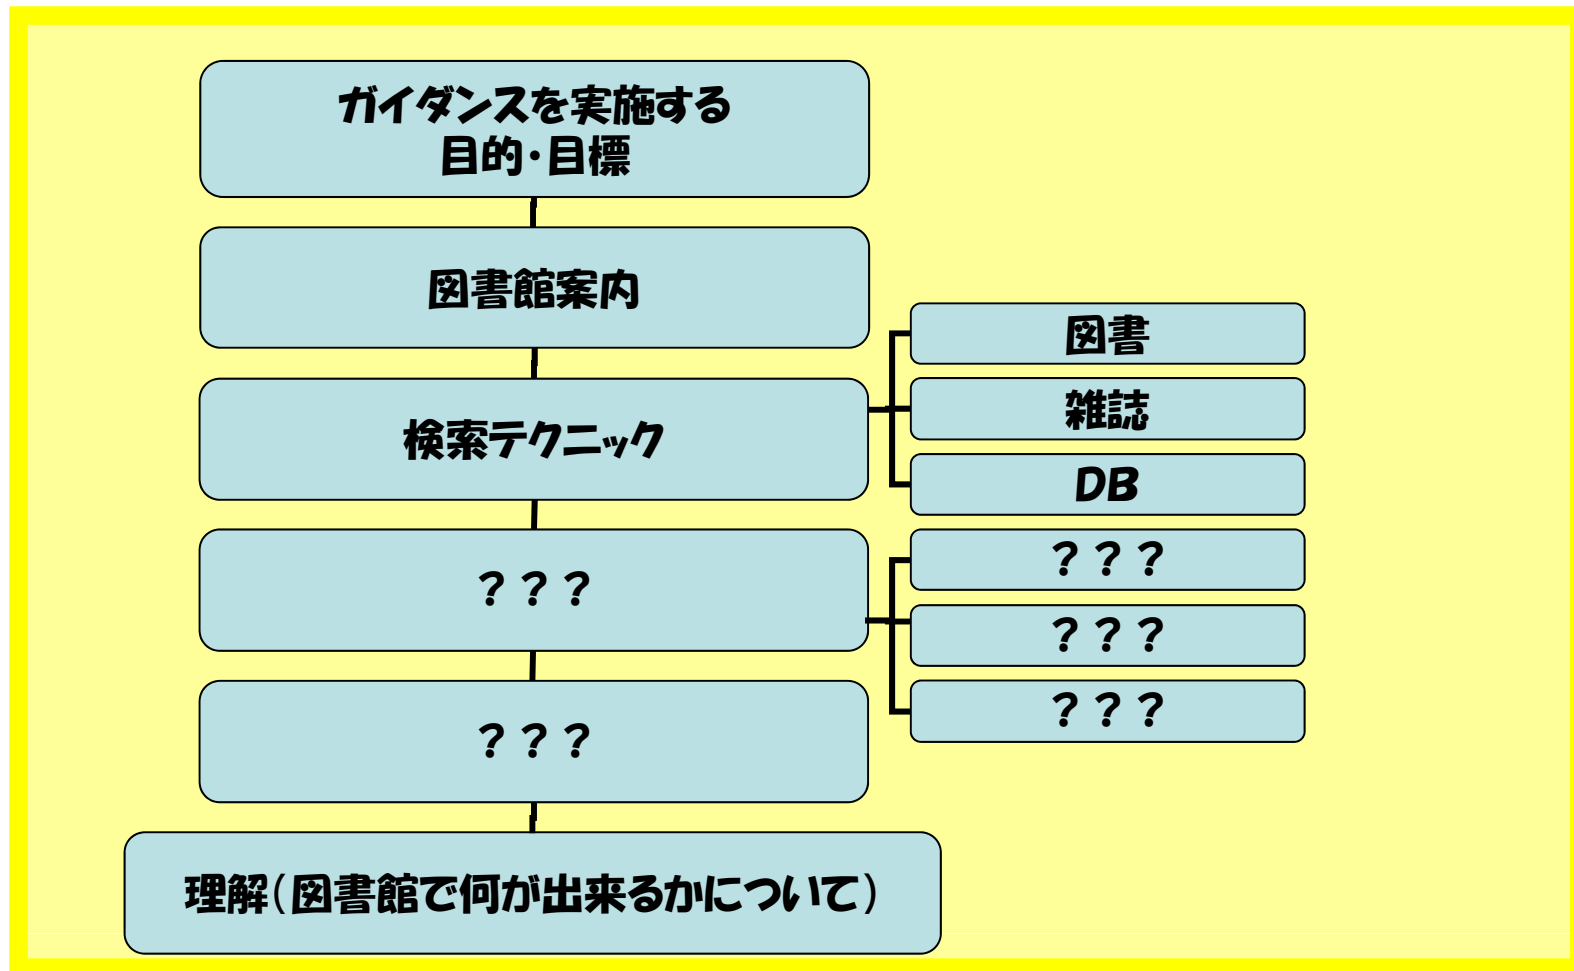 ガイダンスを実施する
目的・目標
図書館案内
検索テクニック
図書
雑誌
DB
？？？
？？？
？？？
？？？
？？？
理解（図書館で何が出来るかについて）